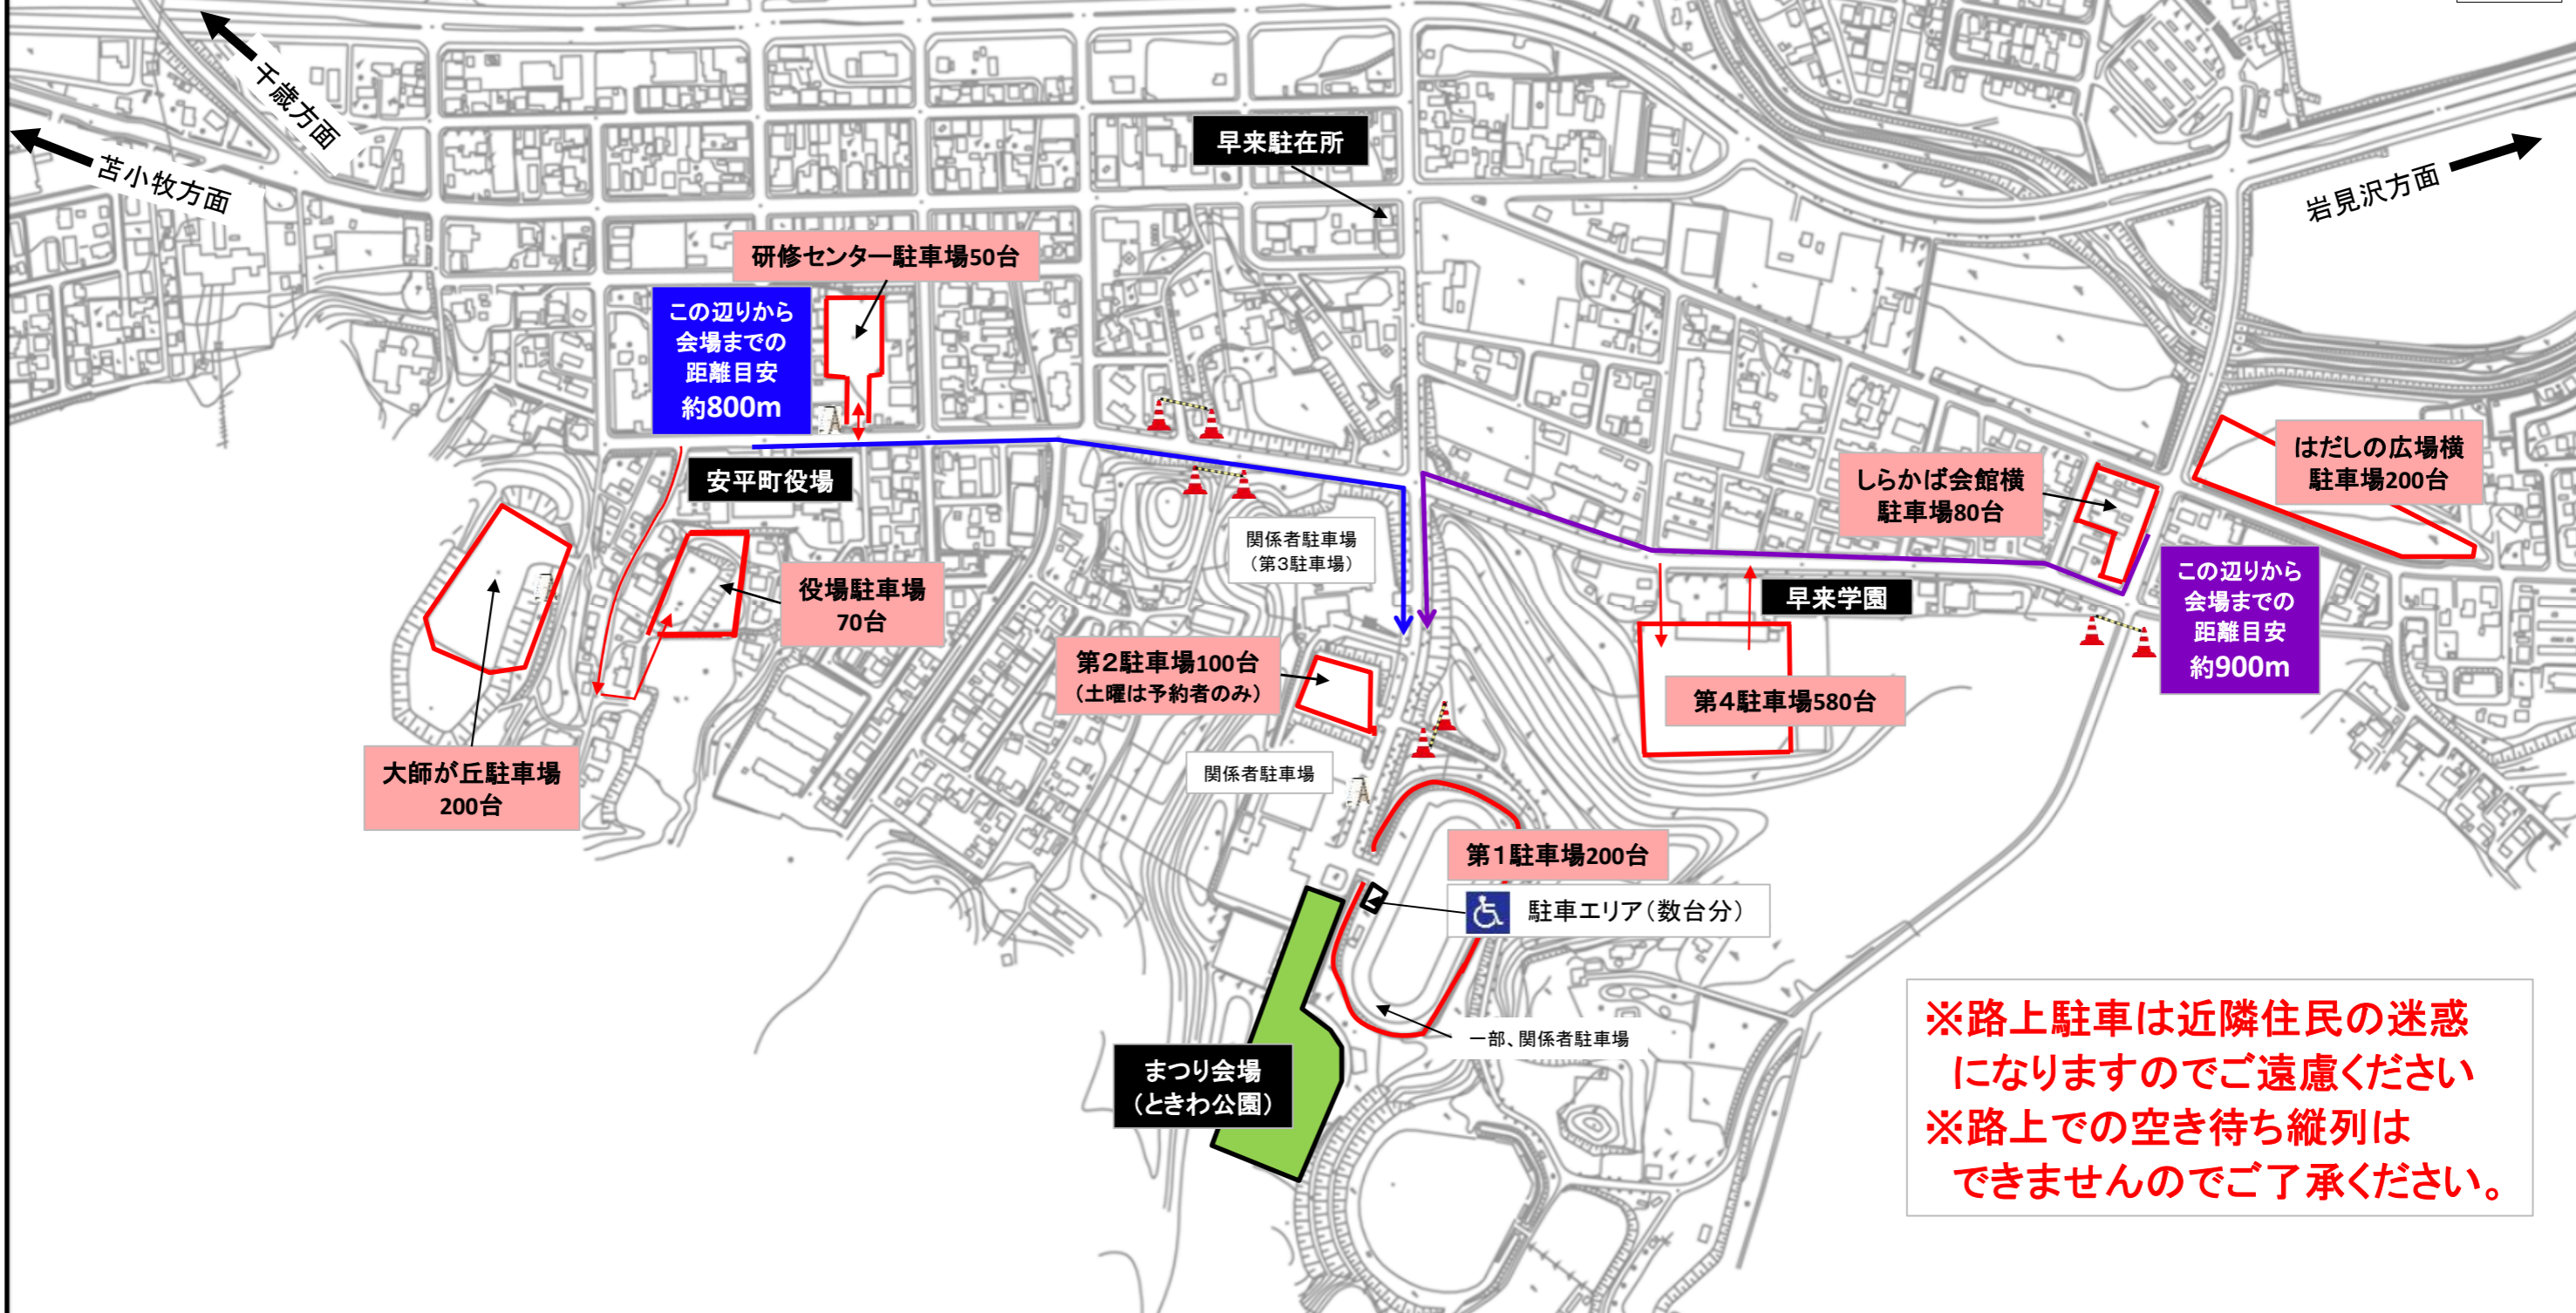 千歳方面
苫小牧方面
早来駐在所
岩見沢方面
研修センター駐車場50台
この辺りから
会場までの
距離目安
約800m
安平町役場
はだしの広場横
駐車場200台
しらかば会館横
駐車場80台
関係者駐車場
（第3駐車場）
役場駐車場
70台
早来学園
この辺りから
会場までの
距離目安
約900m
第2駐車場100台
（土曜は予約者のみ）
第4駐車場580台
大師が丘駐車場
200台
関係者駐車場
第1駐車場200台
駐車エリア（数台分）
一部、関係者駐車場
まつり会場
（ときわ公園）
※路上駐車は近隣住民の迷惑
になりますのでご遠慮ください
※路上での空き待ち縦列は
できませんのでご了承ください。